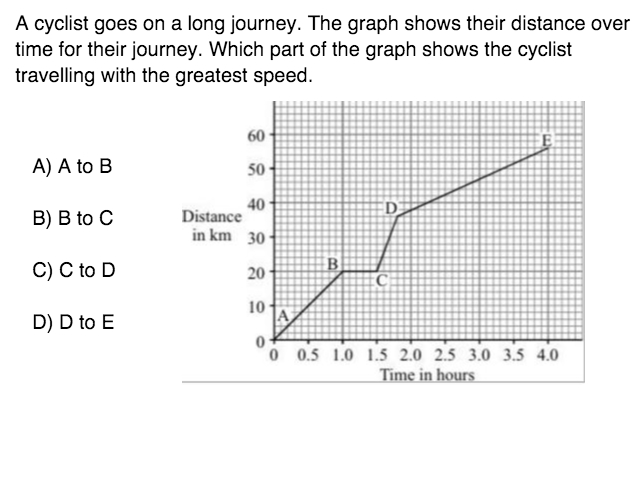 A cyclist goes on a long journey. The graph shows their distance over
time for their journey. Which part of the graph shows the cyclist
travelling with the greatest speed.
A) A to B
B) B to C
C) C to D
D) D to E
Distance
in km
60
50
40
30
20
10
0
A
B
C
D
E
0 0.5 1.0 1.5 2.0 2.5 3.0 3.5 4.0
Time in hours